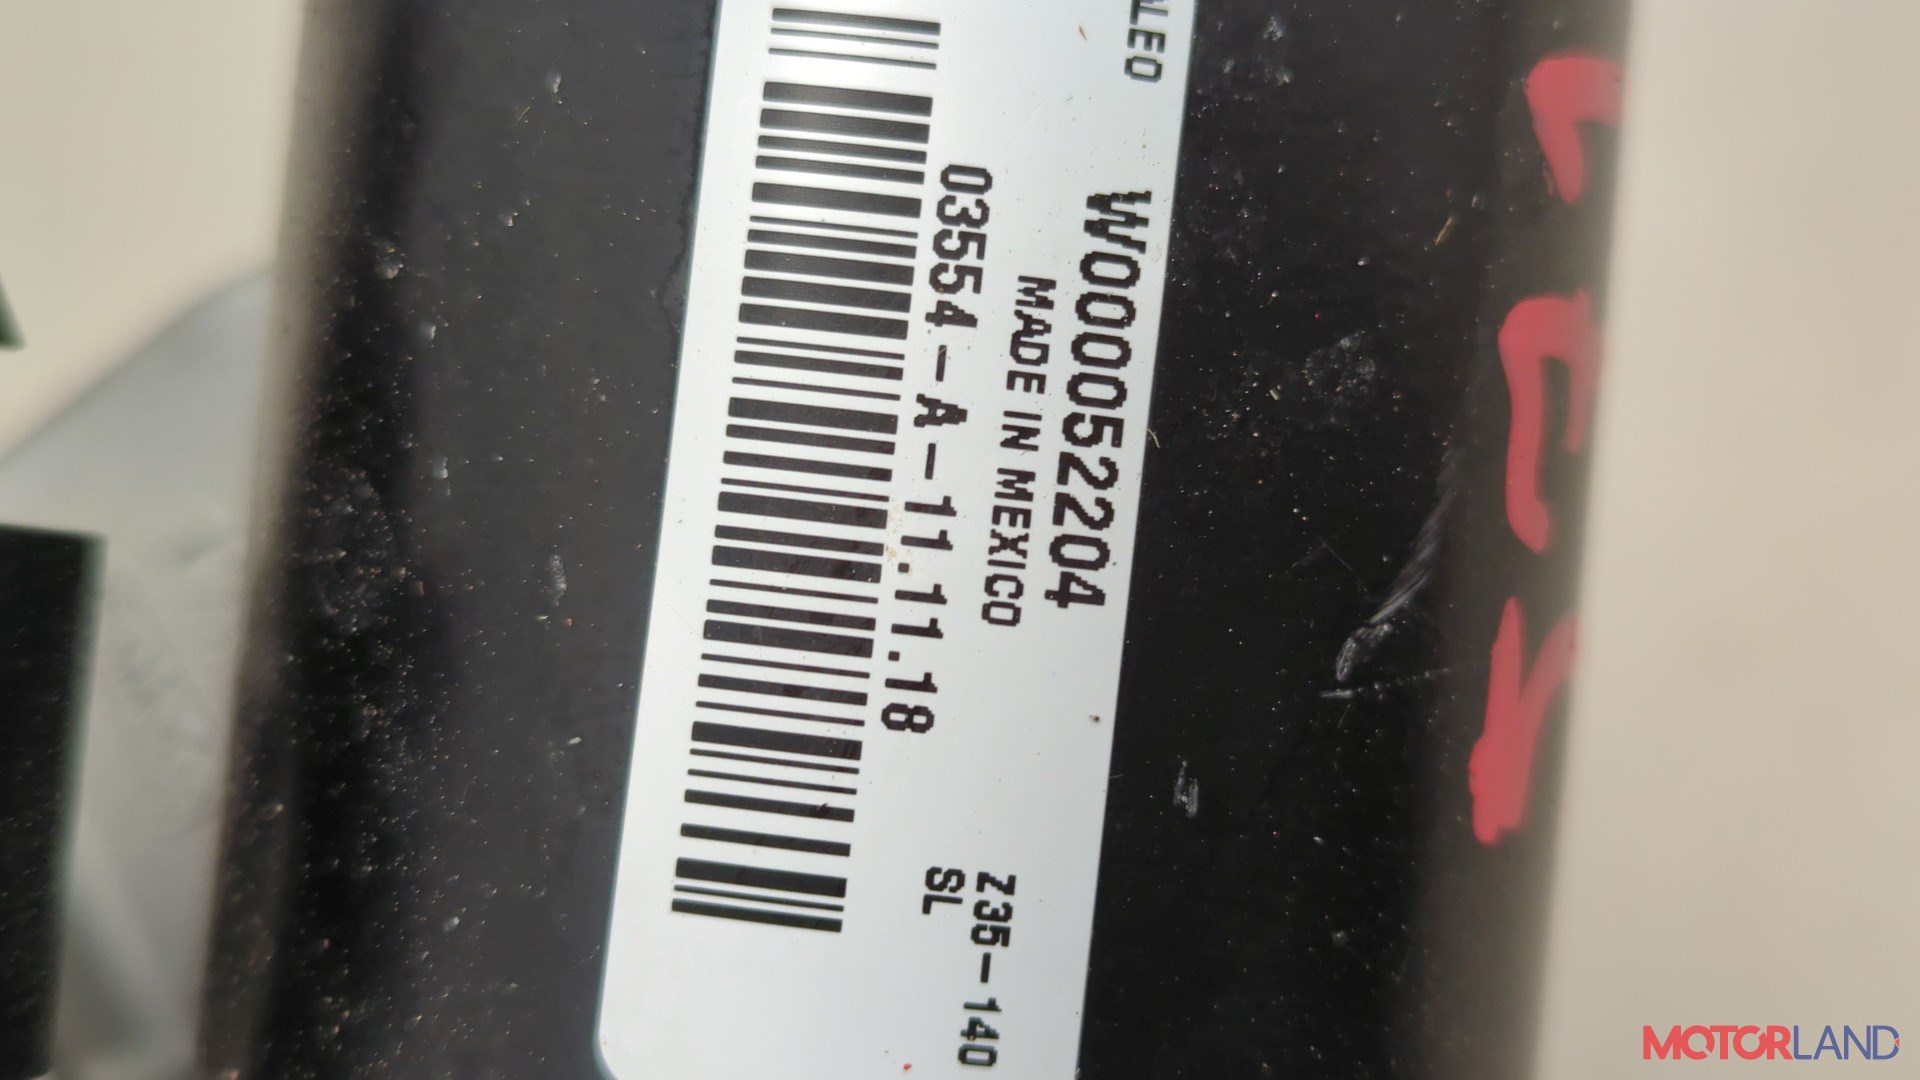 W000052204
MADE IN MEXICO
03554-A-11.11.18
Z35-140
SL
MOTORLAND